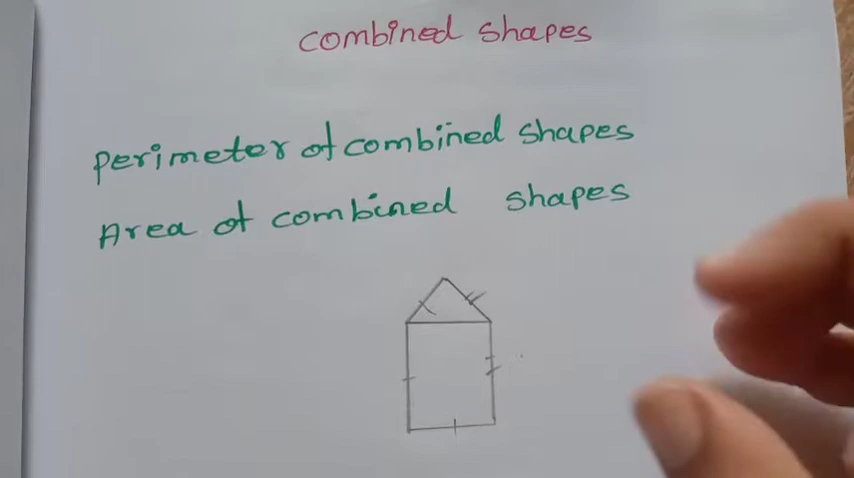 combined shapes
perimeter of combined shapes
Area of combined shapes